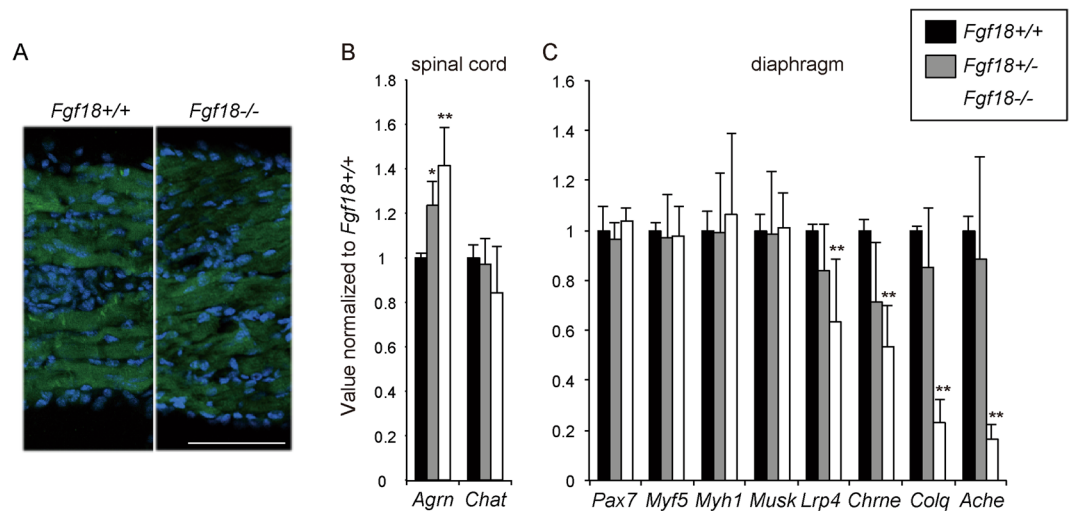 A
Fgf18+/+ Fgf18-/-
B
spinal cord
Value normalized to Fgf18+/+
1.8
1.6
1.4
1.2
1
0.8
0.6
0.4
0.2
0
*
**
Agrn Chat
C
diaphragm
1.6
1.4
1.2
1
0.8
0.6
0.4
0.2
0
**
**
**
**
Pax7 Myf5 Myh1 Musk Lrp4 Chrne Colq Ache
Fgf18+/+
Fgf18+/-
Fgf18-/-